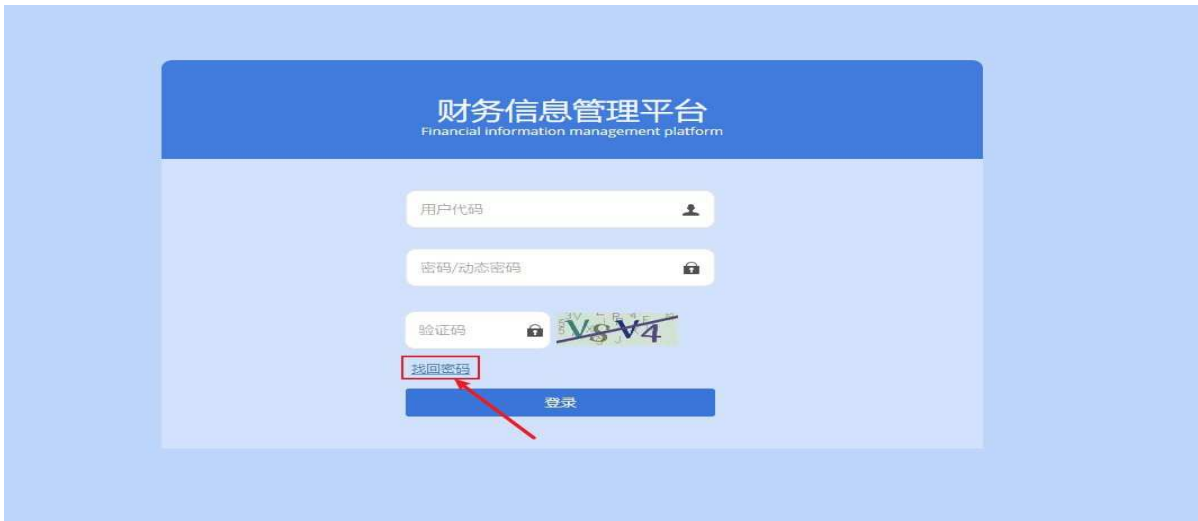 财务信息管理平台
Financial information management platform
用户代码
密码/动态密码
验证码
V8V4
找回密码
登录